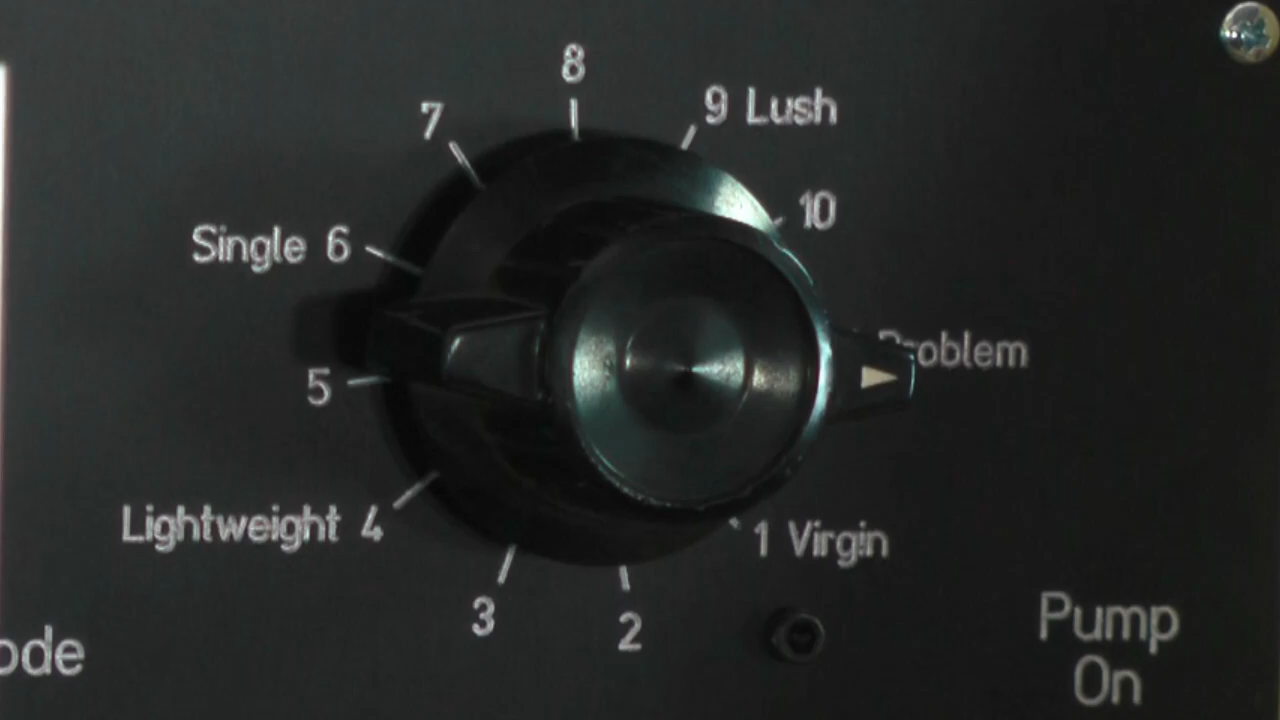 8
7
9 Lush
10
Single 6
Problem
5
Lightweight 4
1 Virgin
3
2
Pump
On
ode